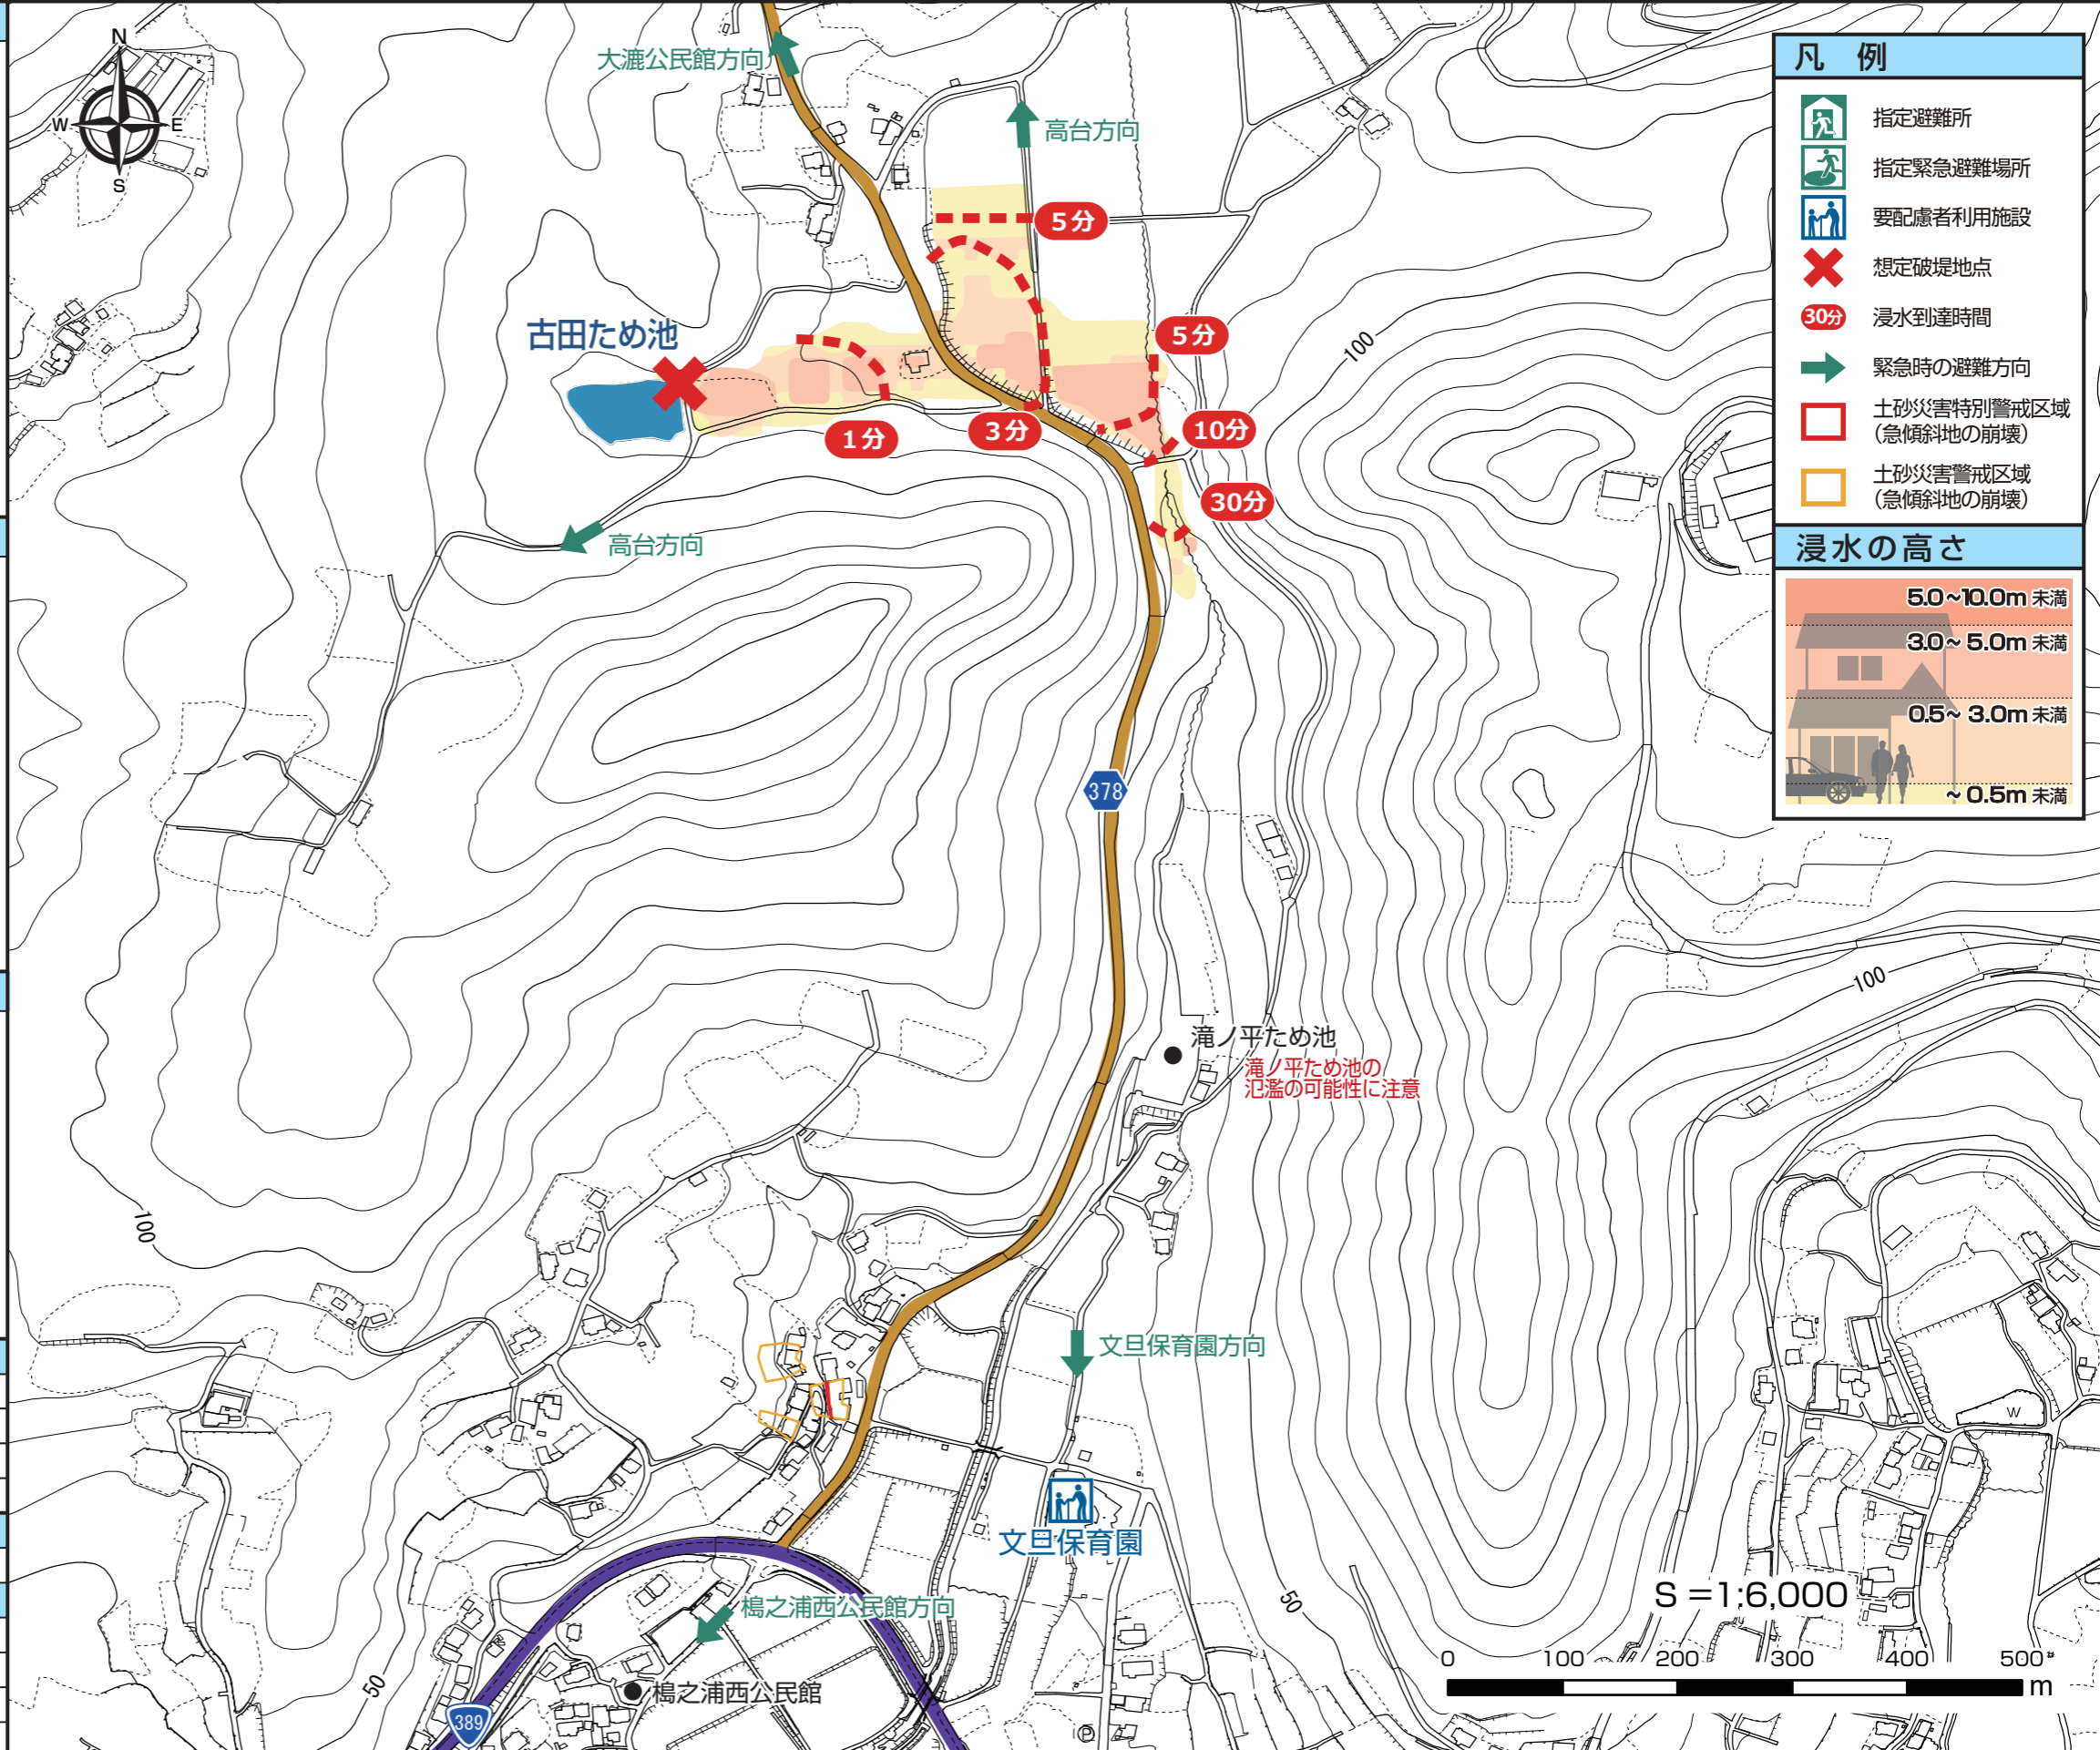 N
W
E
S
大漉公民館方向
高台方向
5分
古田ため池
5分
1分
3分
10分
30分
高台方向
100
378
滝ノ平ため池
滝ノ平ため池の
氾濫の可能性に注意
100
100
文旦保育園方向
文旦保育園
W
50
50
樢之浦西公民館方向
樢之浦西公民館
389
凡 例
指定避難所
指定緊急避難場所
要配慮者利用施設
想定破堤地点
30分 浸水到達時間
緊急時の避難方向
土砂災害特別警戒区域
(急傾斜地の崩壊)
土砂災害警戒区域
(急傾斜地の崩壊)
浸水の高さ
5.0~10.0m 未満
3.0~ 5.0m 未満
0.5~ 3.0m 未満
~ 0.5m 未満
S =1:6,000
0 100 200 300 400 500
m